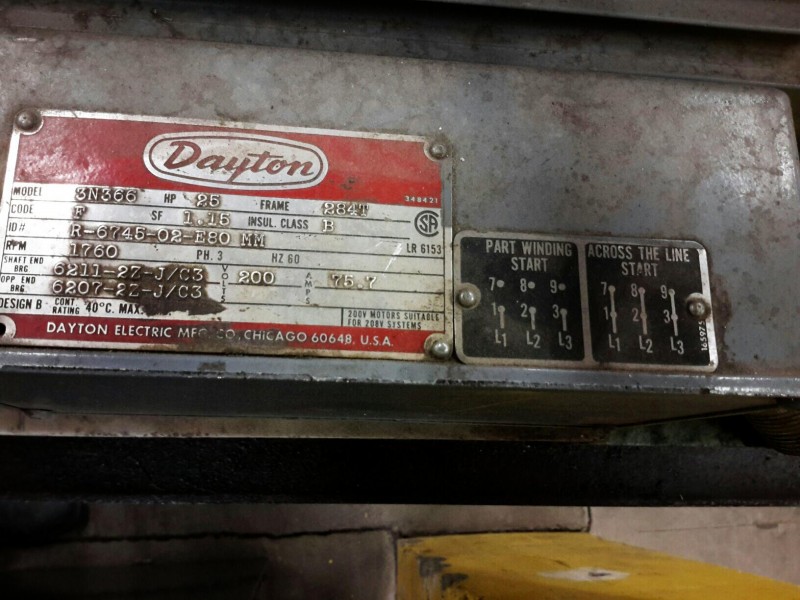 Dayton
348421
MODEL 3N366 HP 25 FRAME 284T
CODE F SF 1.15 INSUL. CLASS B
ID# R-6745-02-E80 MM LR 6153
RPM 1760 PH. 3 HZ 60
SHAFT END BRG 6211-2Z-J/C3 VOLTS 200 AMPS 75.7
OPP END BRG 6207-2Z-J/C3
DESIGN B CONT. RATING 40°C. MAX.
200V MOTORS SUITABLE
FOR 208V SYSTEMS
DAYTON ELECTRIC MFG. CO. CHICAGO 60648, U.S.A.
PART WINDING
START
7 8 9
1 2 3
L1 L2 L3
ACROSS THE LINE
START
7 8 9
1 2 3
L1 L2 L3